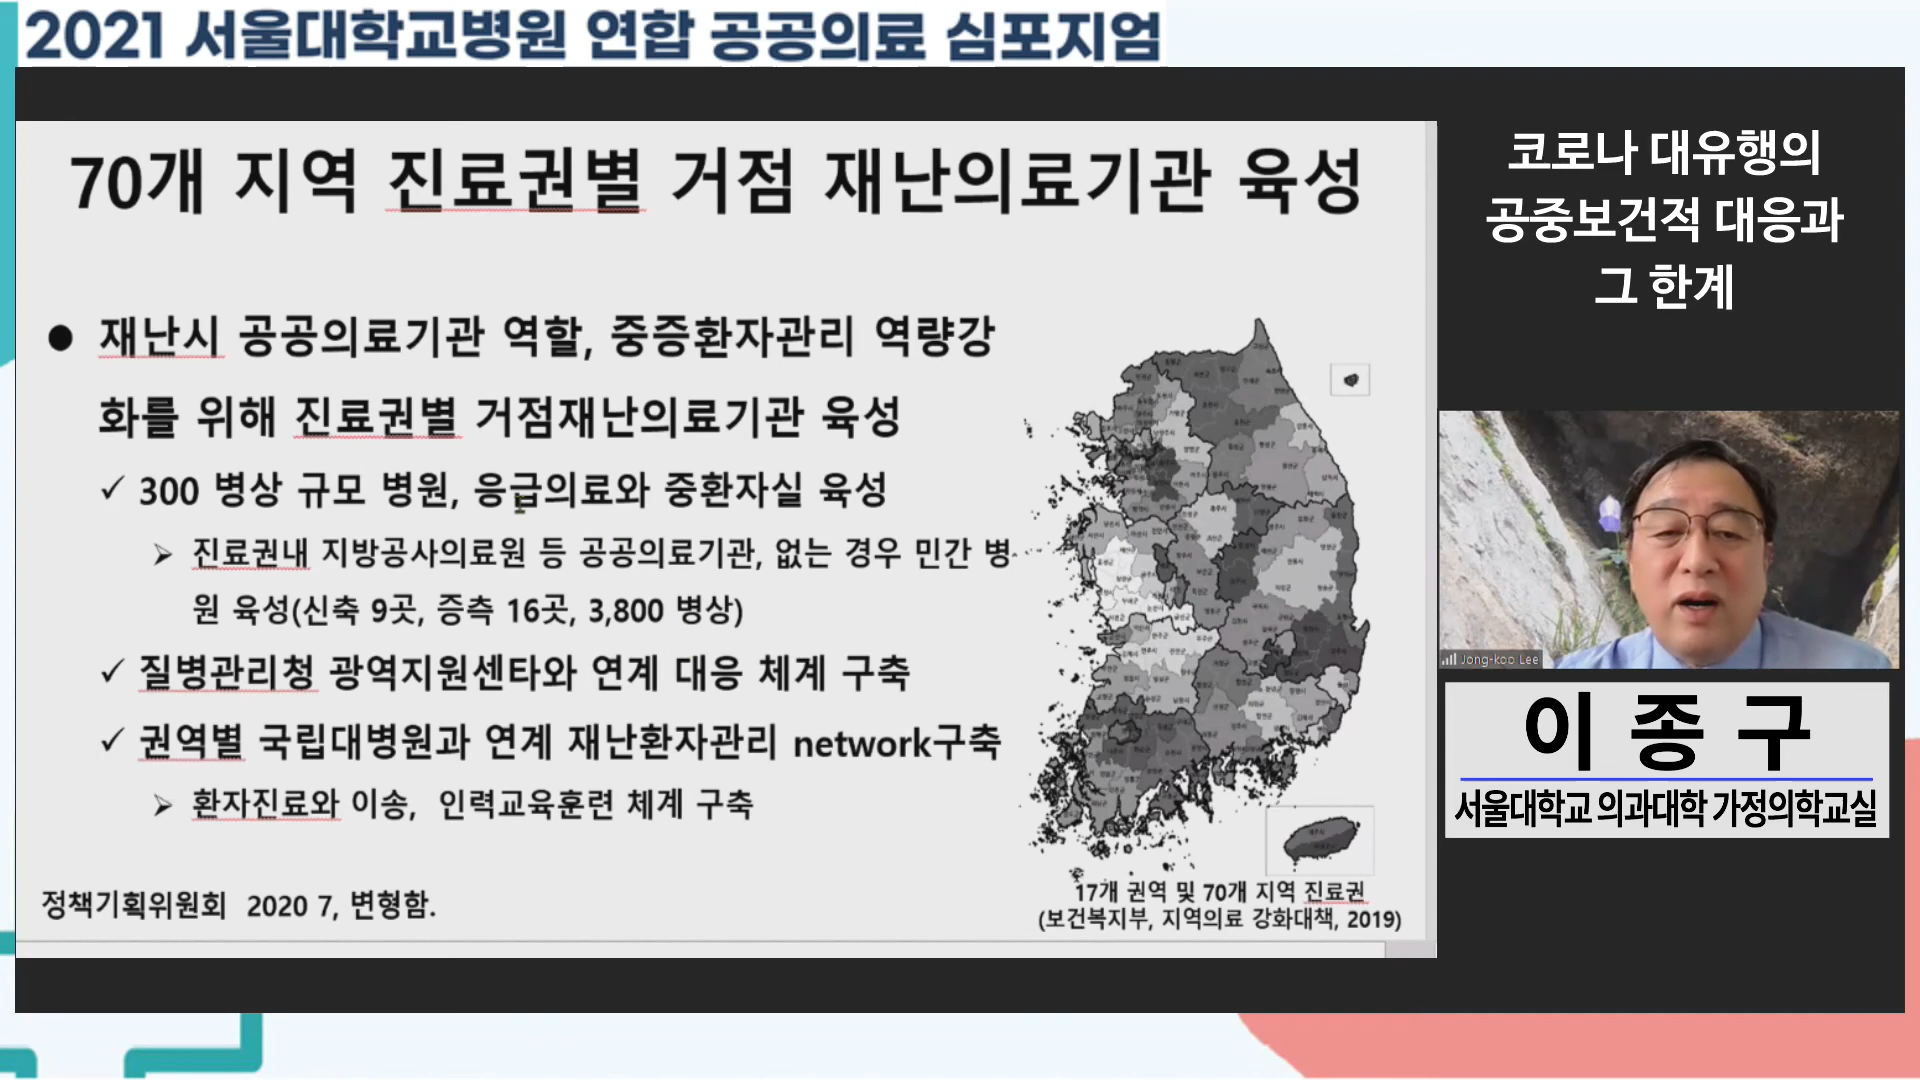 2021 서울대학교병원 연합 공공의료 심포지엄
70개 지역 진료권별 거점 재난의료기관 육성
● 재난시 공공의료기관 역할, 중증환자관리 역량강
화를 위해 진료권별 거점재난의료기관 육성
✓ 300 병상 규모 병원, 응급의료와 중환자실 육성
➢ 진료권내 지방공사의료원 등 공공의료기관, 없는 경우 민간 병
원 육성(신축 9곳, 증측 16곳, 3,800 병상)
✓ 질병관리청 광역지원센타와 연계 대응 체계 구축
✓ 권역별 국립대병원과 연계 재난환자관리 network구축
➢ 환자진료와 이송, 인력교육훈련 체계 구축
정책기획위원회 2020 7, 변형함.
17개 권역 및 70개 지역 진료권
(보건복지부, 지역의료 강화대책, 2019)
코로나 대유행의
공중보건적 대응과
그 한계
Jong-koo Lee
이 종 구
서울대학교 의과대학 가정의학교실